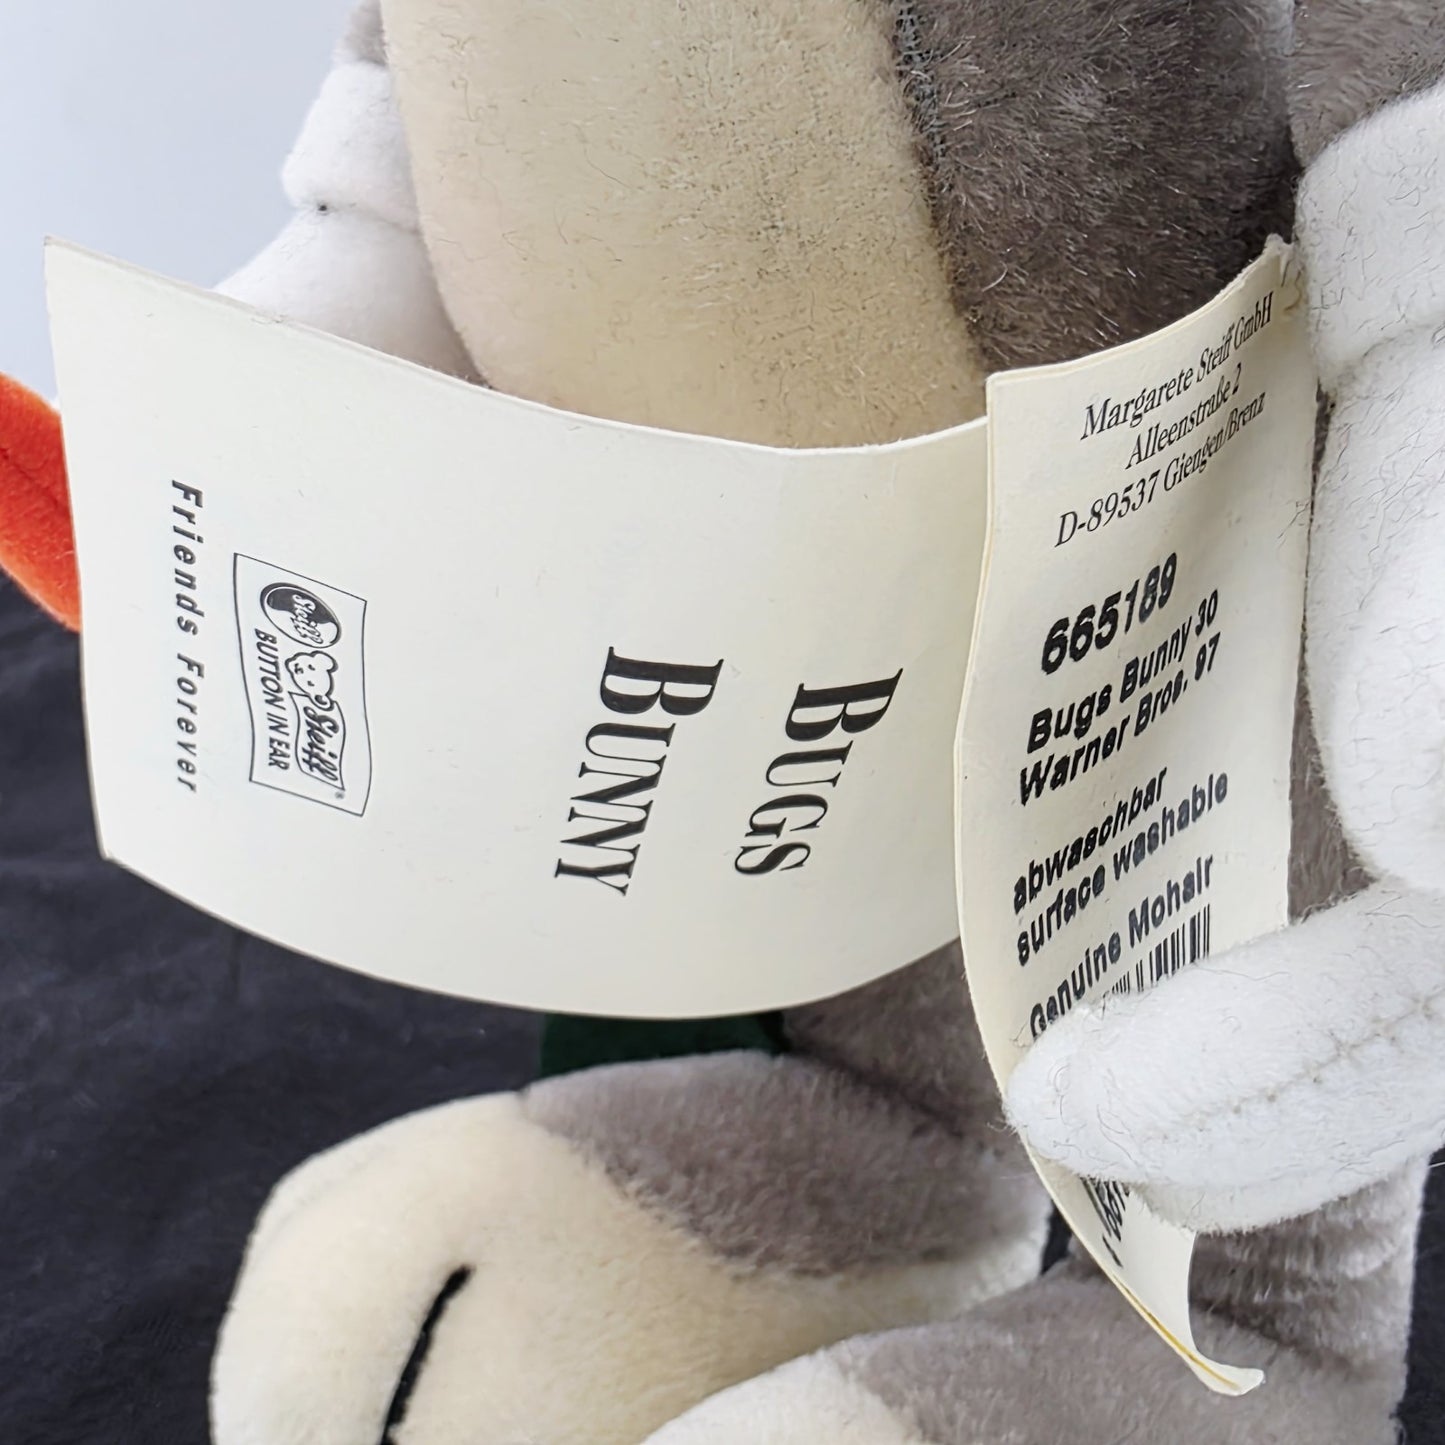 BUGS
BUNNY
Steiff
Steiff®
BUTTON IN EAR
Friends Forever
Margarete Steiff GmbH
Alleenstraße 2
D-89537 Giengen/Brenz
665189
Bugs Bunny 30
Warner Bros. 97
abwaschbar
surface washable
Genuine Mohair